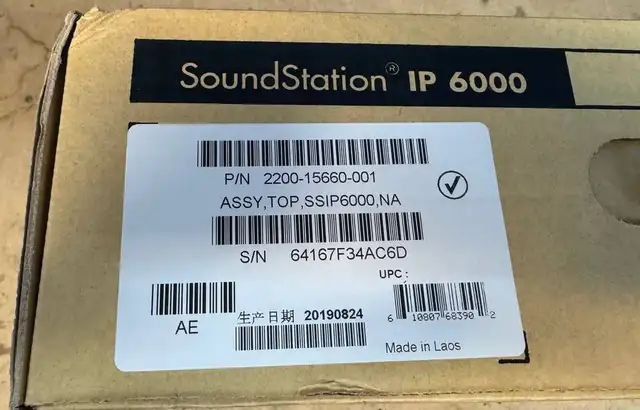 SoundStation® IP 6000
P/N 2200-15660-001
ASSY,TOP,SSIP6000,NA
S/N 64167F34AC6D
UPC :
AE
生产日期 20190824
6 10807 68390 2
Made in Laos